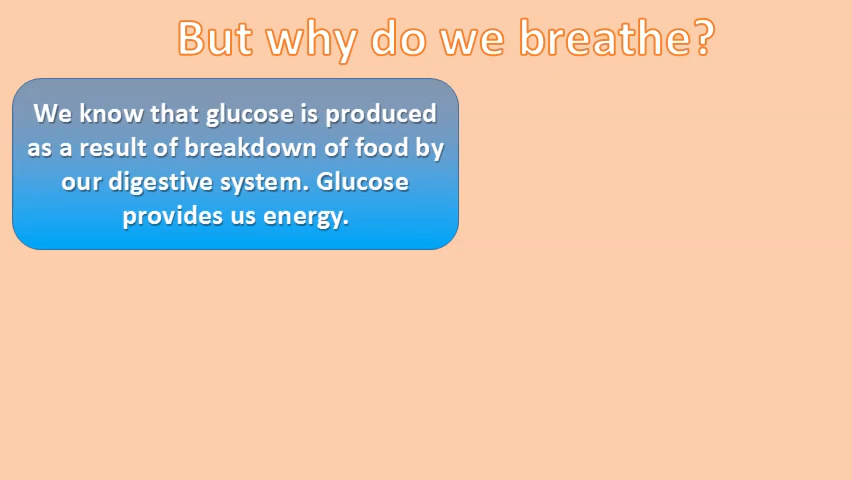 But why do we breathe?
We know that glucose is produced
as a result of breakdown of food by
our digestive system. Glucose
provides us energy.